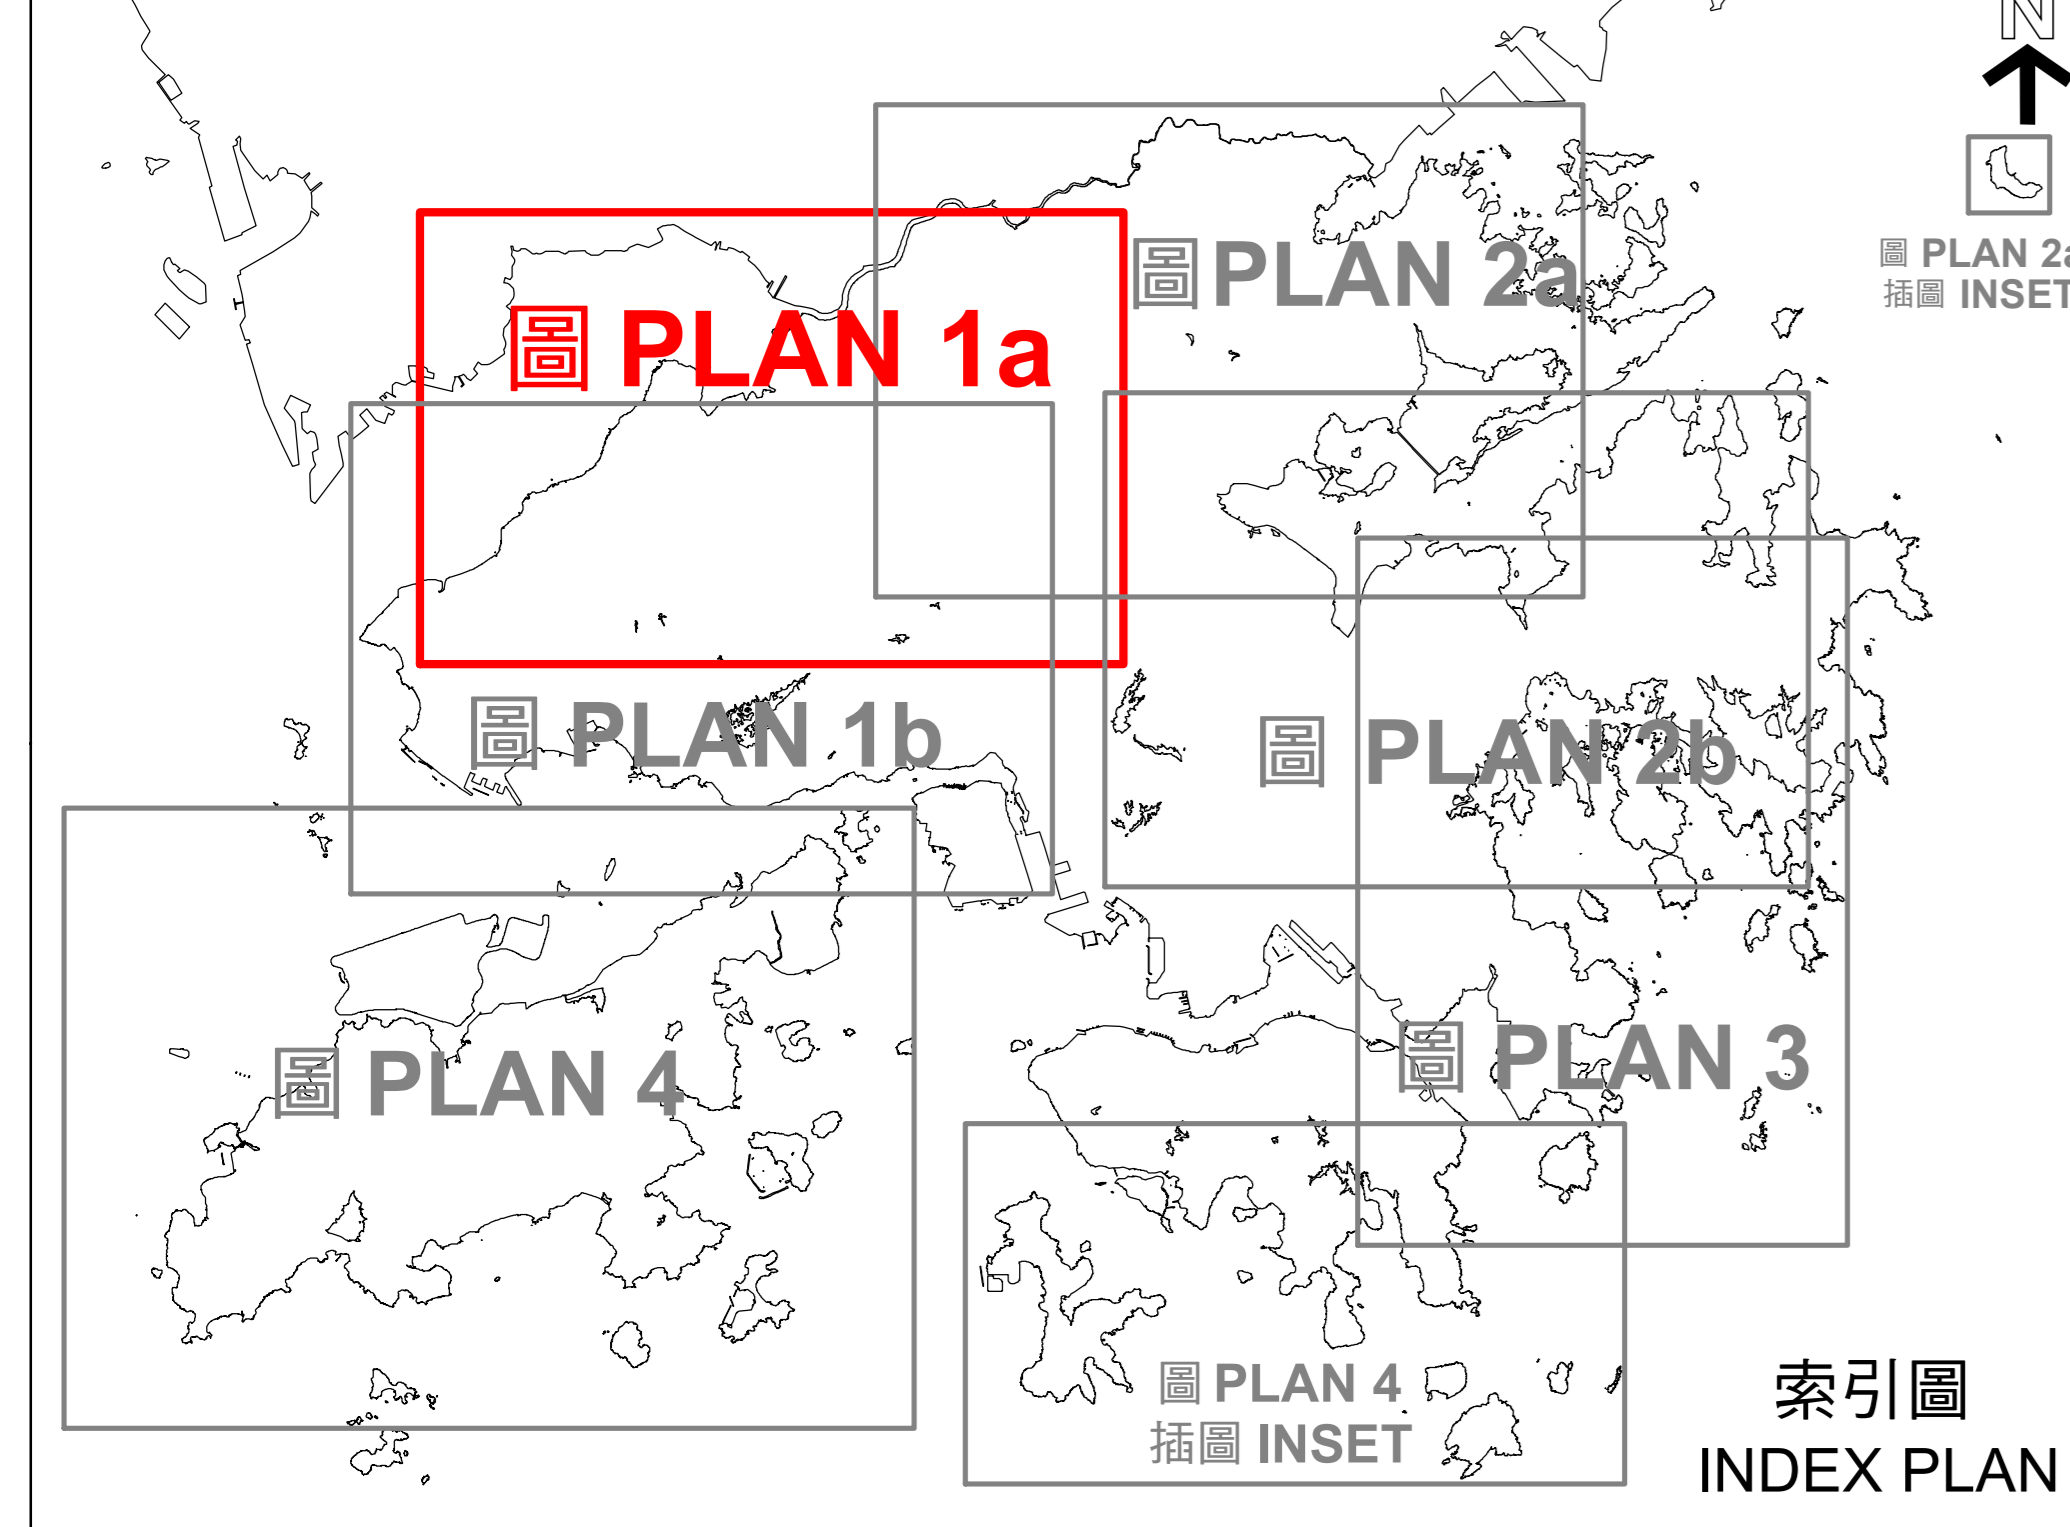 N
圖 PLAN 2a
圖 PLAN 2a
插圖 INSET
圖 PLAN 1a
圖 PLAN 1b
圖 PLAN 2b
圖 PLAN 3
圖 PLAN 4
圖 PLAN 4
插圖 INSET
索引圖
INDEX PLAN